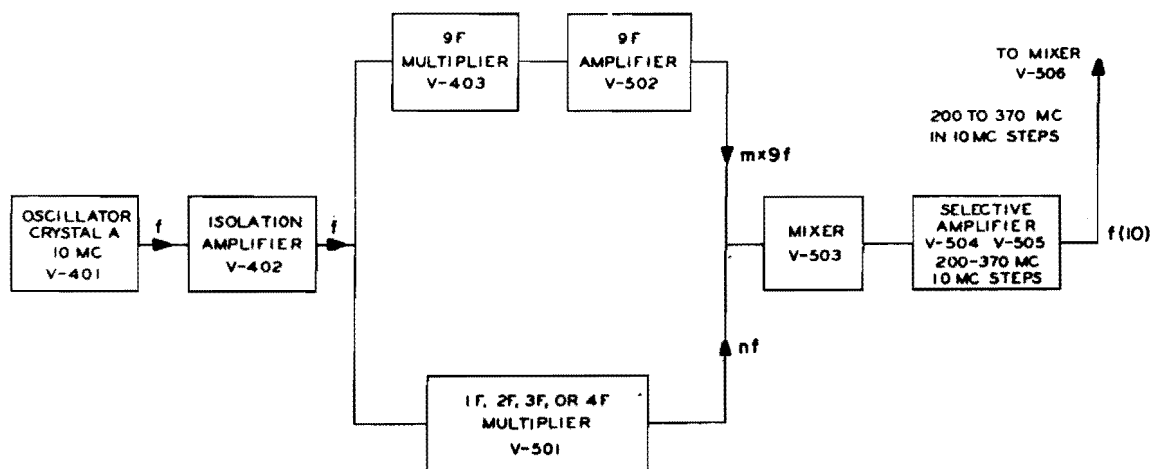 9F
MULTIPLIER
V-403
9F
AMPLIFIER
V-502
TO MIXER
V-506
200 TO 370 MC
IN 10 MC STEPS
m×9f
OSCILLATOR
CRYSTAL A
10 MC
V-401
f
ISOLATION
AMPLIFIER
V-402
f
MIXER
V-503
SELECTIVE
AMPLIFIER
V-504 V-505
200-370 MC
10 MC STEPS
f(10)
nf
1F, 2F, 3F, OR 4F
MULTIPLIER
V-501